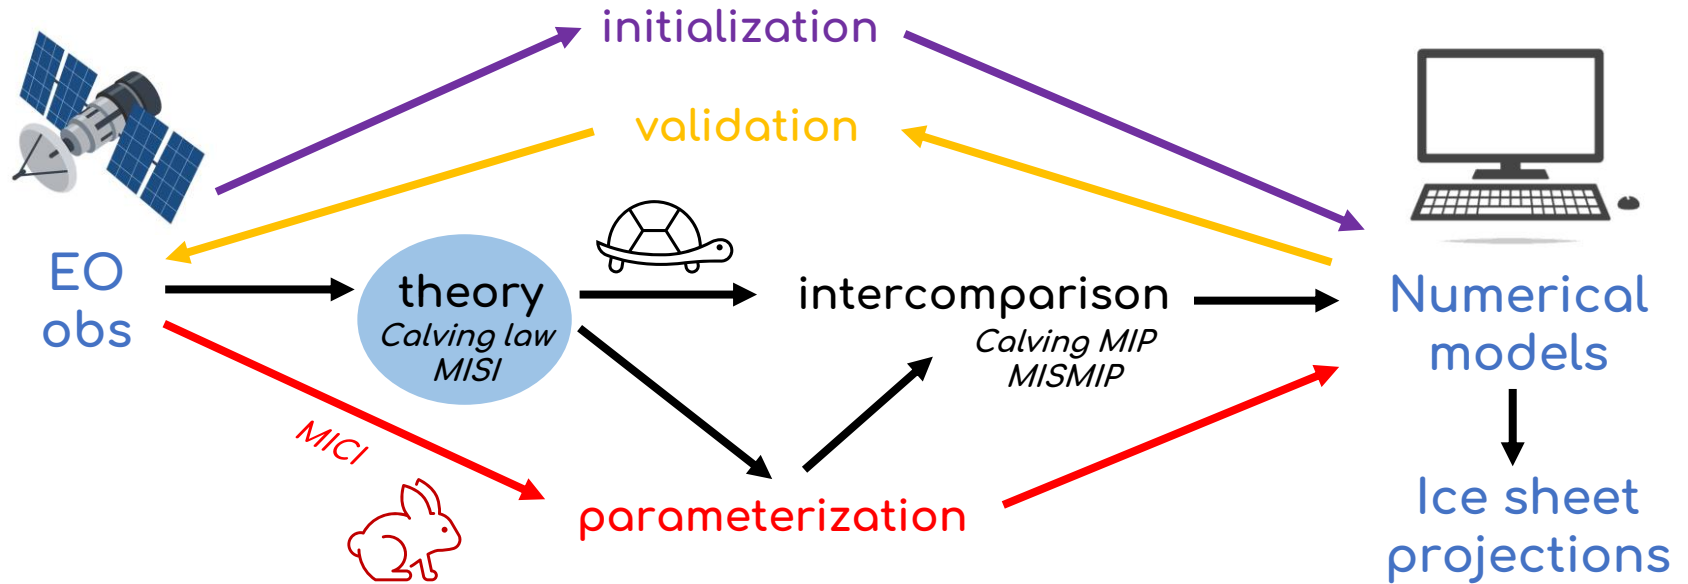 initialization
validation
EO
obs
theory
Calving law
MISI
intercomparison
Calving MIP
MISMIP
Numerical
models
MICI
parameterization
Ice sheet
projections